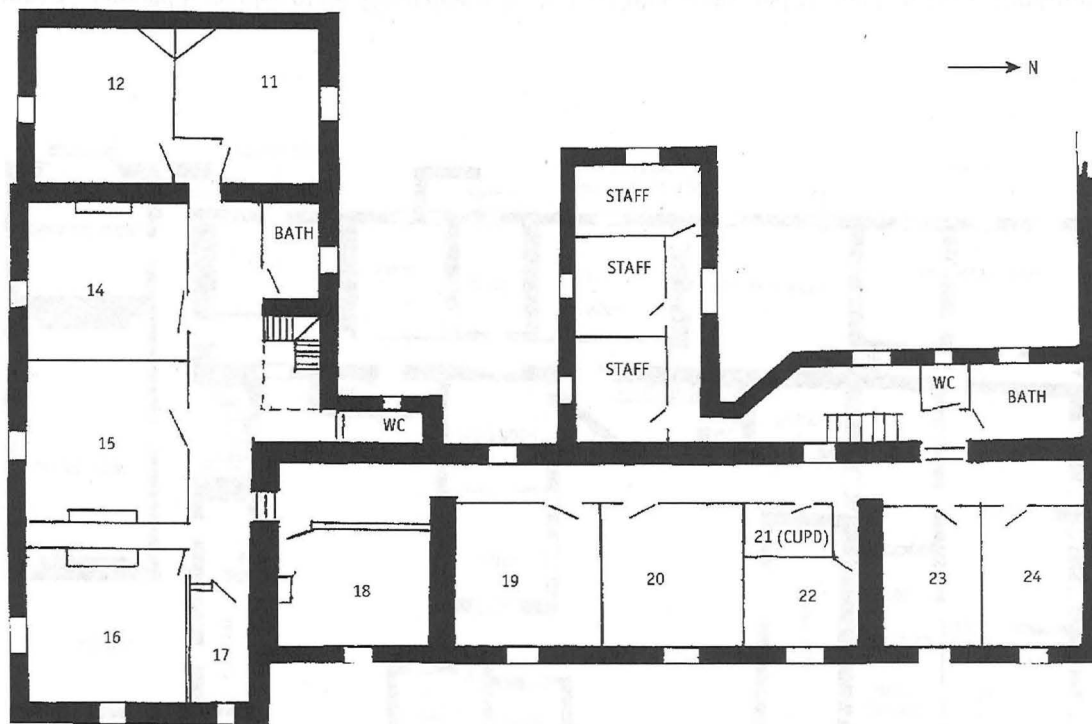 12
11
N
STAFF
BATH
STAFF
14
STAFF
WC
BATH
WC
15
21 (CUPD)
18
19
20
22
23
24
16
17